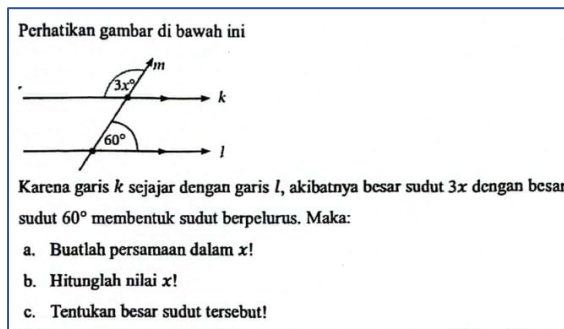 Perhatikan gambar di bawah ini
m
3x°
k
60°
l
Karena garis k sejajar dengan garis l, akibatnya besar sudut 3x dengan besar
sudut 60° membentuk sudut berpelurus. Maka:
a. Buatlah persamaan dalam x!
b. Hitunglah nilai x!
c. Tentukan besar sudut tersebut!